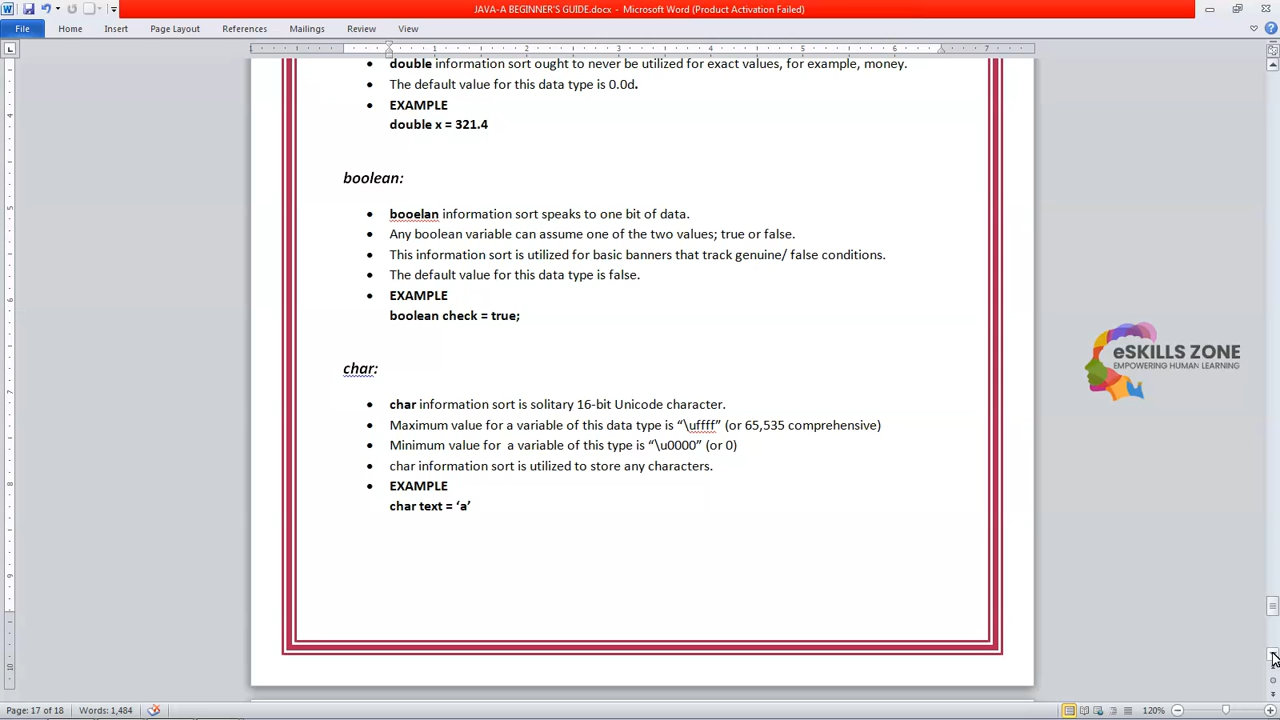 JAVA-A BEGINNER'S GUIDE.docx - Microsoft Word (Product Activation Failed)
File Home Insert Page Layout References Mailings Review View
double information sort ought to never be utilized for exact values, for example, money.
The default value for this data type is 0.0d.
EXAMPLE
double x = 321.4
boolean:
booelan information sort speaks to one bit of data.
Any boolean variable can assume one of the two values; true or false.
This information sort is utilized for basic banners that track genuine/ false conditions.
The default value for this data type is false.
EXAMPLE
boolean check = true;
eSKILLS ZONE
EMPOWERING HUMAN LEARNING
char:
char information sort is solitary 16-bit Unicode character.
Maximum value for a variable of this data type is “\uffff” (or 65,535 comprehensive)
Minimum value for  a variable of this type is “\u0000” (or 0)
char information sort is utilized to store any characters.
EXAMPLE
char text = ‘a’
Page: 17 of 18 Words: 1,484 120%